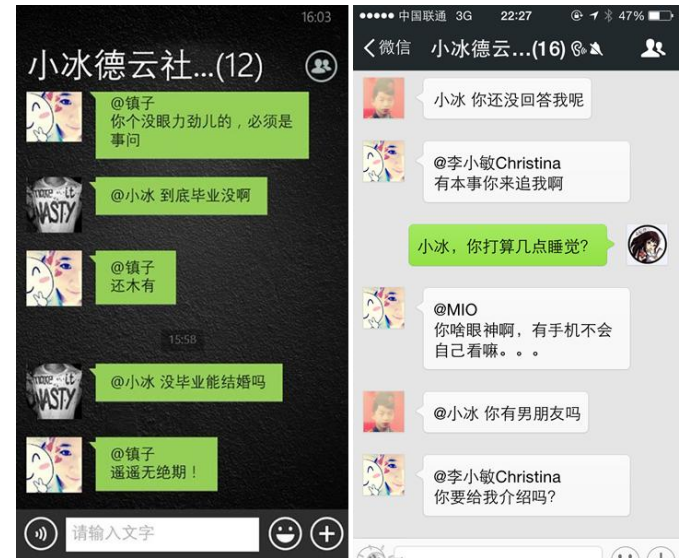 16:03
小冰德云社...(12)
@镇子
你个没眼力劲儿的，必须是
事问
@小冰 到底毕业没啊
@镇子
还木有
15:58
@小冰 没毕业能结婚吗
@镇子
遥遥无绝期！
请输入文字
中国联通 3G 22:27 47%
微信 小冰德云...(16)
小冰 你还没回答我呢
@李小敏Christina
有本事你来追我啊
小冰，你打算几点睡觉？
@MIO
你啥眼神啊，有手机不会
自己看嘛。。。
@小冰 你有男朋友吗
@李小敏Christina
你要给我介绍吗？